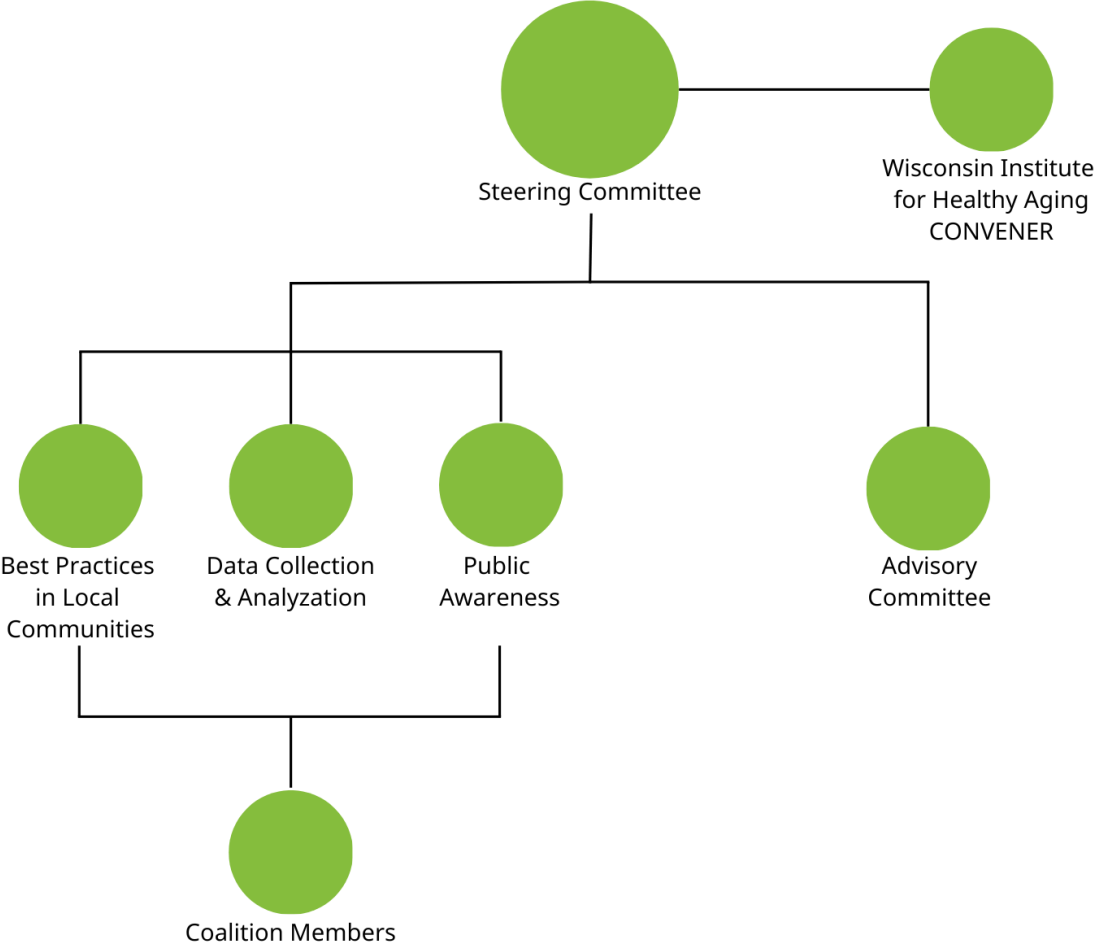 Steering Committee
Wisconsin Institute
for Healthy Aging
CONVENER
Best Practices
in Local
Communities
Data Collection
& Analyzation
Public
Awareness
Advisory
Committee
Coalition Members